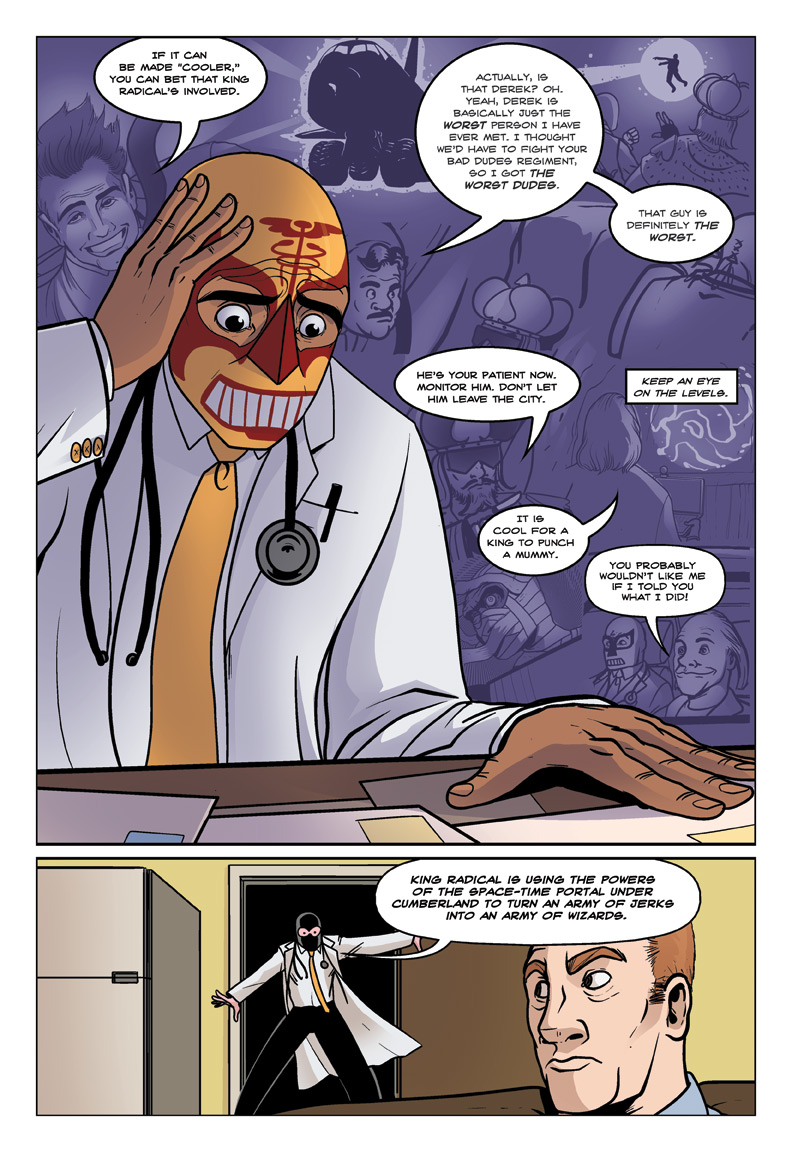 IF IT CAN
BE MADE "COOLER,"
YOU CAN BET THAT KING
RADICAL'S INVOLVED.
ACTUALLY, IS
THAT DEREK? OH.
YEAH, DEREK IS
BASICALLY JUST THE
WORST PERSON I HAVE
EVER MET. I THOUGHT
WE'D HAVE TO FIGHT YOUR
BAD DUDES REGIMENT,
SO I GOT THE
WORST DUDES.
THAT GUY IS
DEFINITELY THE
WORST.
HE'S YOUR PATIENT NOW.
MONITOR HIM. DON'T LET
HIM LEAVE THE CITY.
KEEP AN EYE
ON THE LEVELS.
IT IS
COOL FOR A
KING TO PUNCH
A MUMMY.
YOU PROBABLY
WOULDN'T LIKE ME
IF I TOLD YOU
WHAT I DID!
KING RADICAL IS USING THE POWERS
OF THE SPACE-TIME PORTAL UNDER
CUMBERLAND TO TURN AN ARMY OF JERKS
INTO AN ARMY OF WIZARDS.